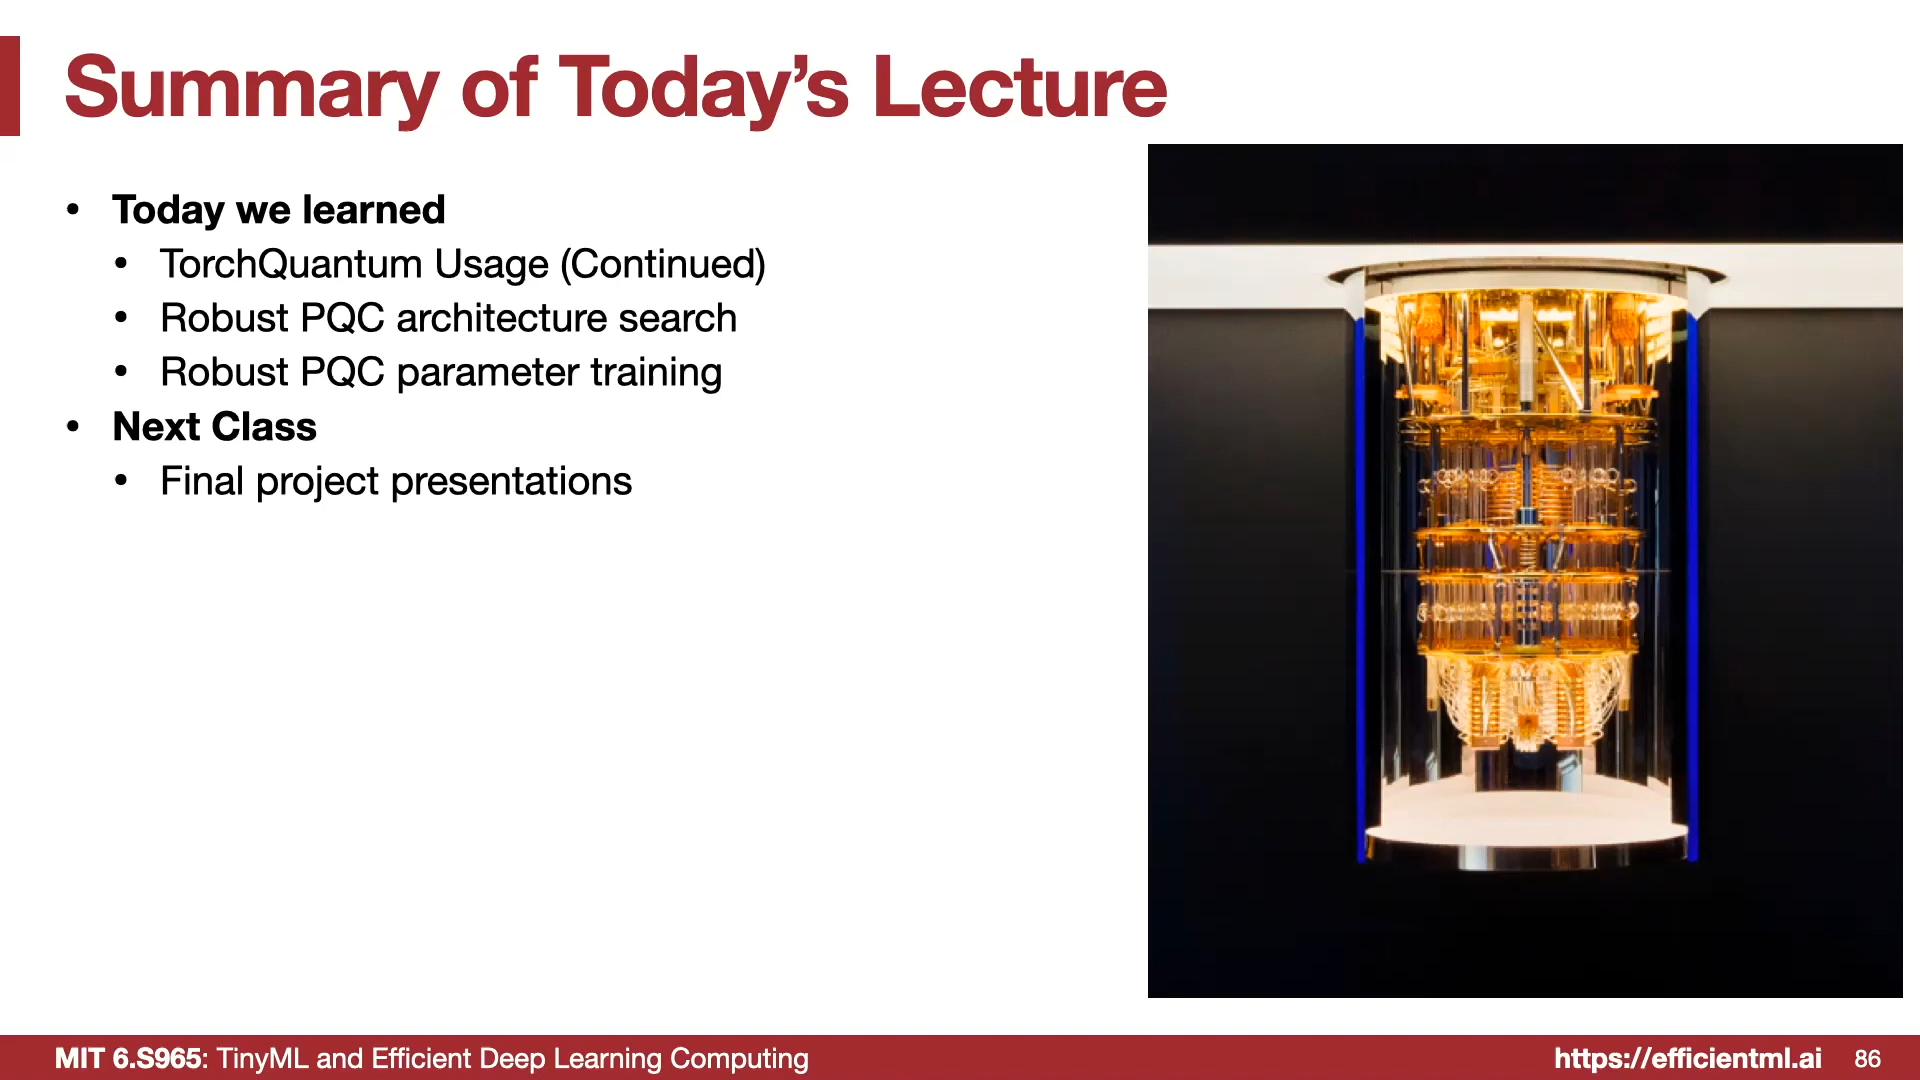 Summary of Today’s Lecture
• Today we learned
• TorchQuantum Usage (Continued)
• Robust PQC architecture search
• Robust PQC parameter training
• Next Class
• Final project presentations
MIT 6.S965: TinyML and Efficient Deep Learning Computing
https://efficientml.ai 86